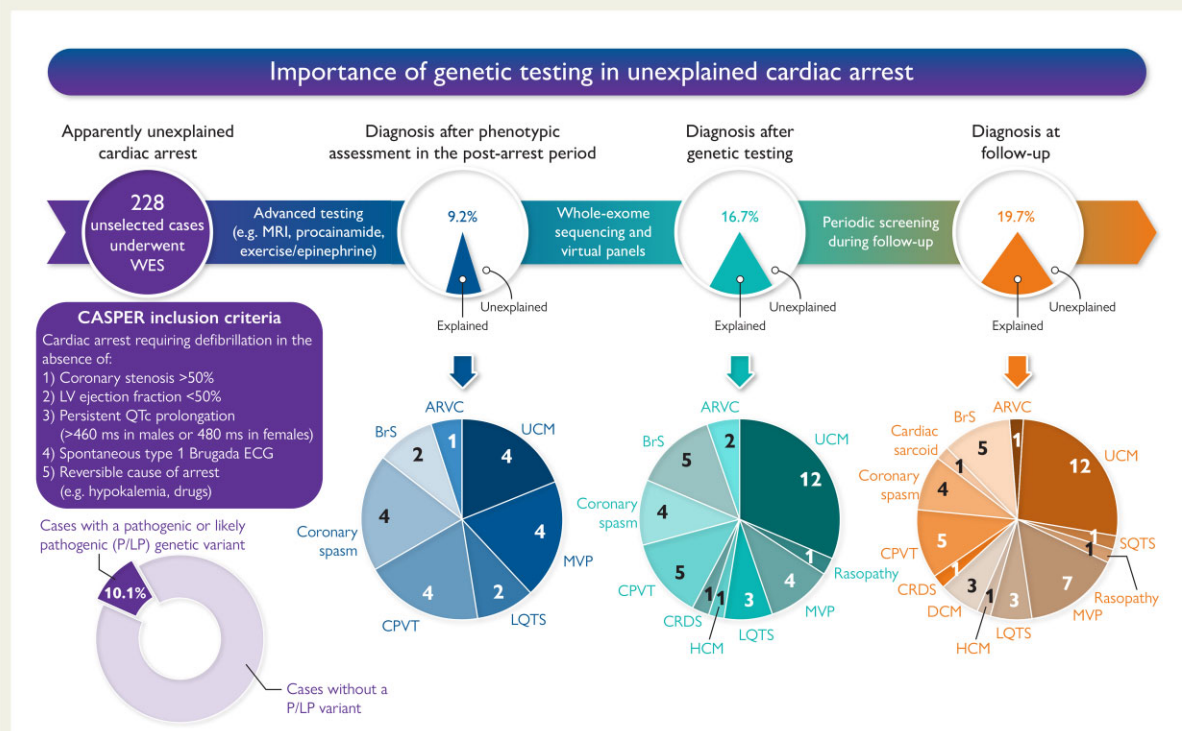 Importance of genetic testing in unexplained cardiac arrest
Apparently unexplained
cardiac arrest
Diagnosis after phenotypic
assessment in the post-arrest period
Diagnosis after
genetic testing
Diagnosis at
follow-up
228
unselected cases
underwent
WES
Advanced testing
(e.g. MRI, procainamide,
exercise/epinephrine)
9.2%
Whole-exome
sequencing and
virtual panels
16.7%
Periodic screening
during follow-up
19.7%
Unexplained
Explained
Unexplained
Explained
Unexplained
Explained
CASPER inclusion criteria
Cardiac arrest requiring defibrillation in the
absence of:
1) Coronary stenosis >50%
2) LV ejection fraction <50%
3) Persistent QTc prolongation
(>460 ms in males or 480 ms in females)
4) Spontaneous type 1 Brugada ECG
5) Reversible cause of arrest
(e.g. hypokalemia, drugs)
Cases with a pathogenic or likely
pathogenic (P/LP) genetic variant
10.1%
Cases without a
P/LP variant
ARVC
1
UCM
4
MVP
4
LQTS
2
CPVT
4
Coronary
spasm
4
BrS
2
ARVC
2
UCM
12
Rasopathy
1
MVP
4
LQTS
3
HCM
1
CRDS
1
CPVT
5
Coronary
spasm
4
BrS
5
ARVC
1
UCM
12
SQTS
1
Rasopathy
1
MVP
7
LQTS
3
HCM
1
DCM
3
CRDS
1
CPVT
5
Coronary
spasm
4
Cardiac
sarcoid
1
BrS
5